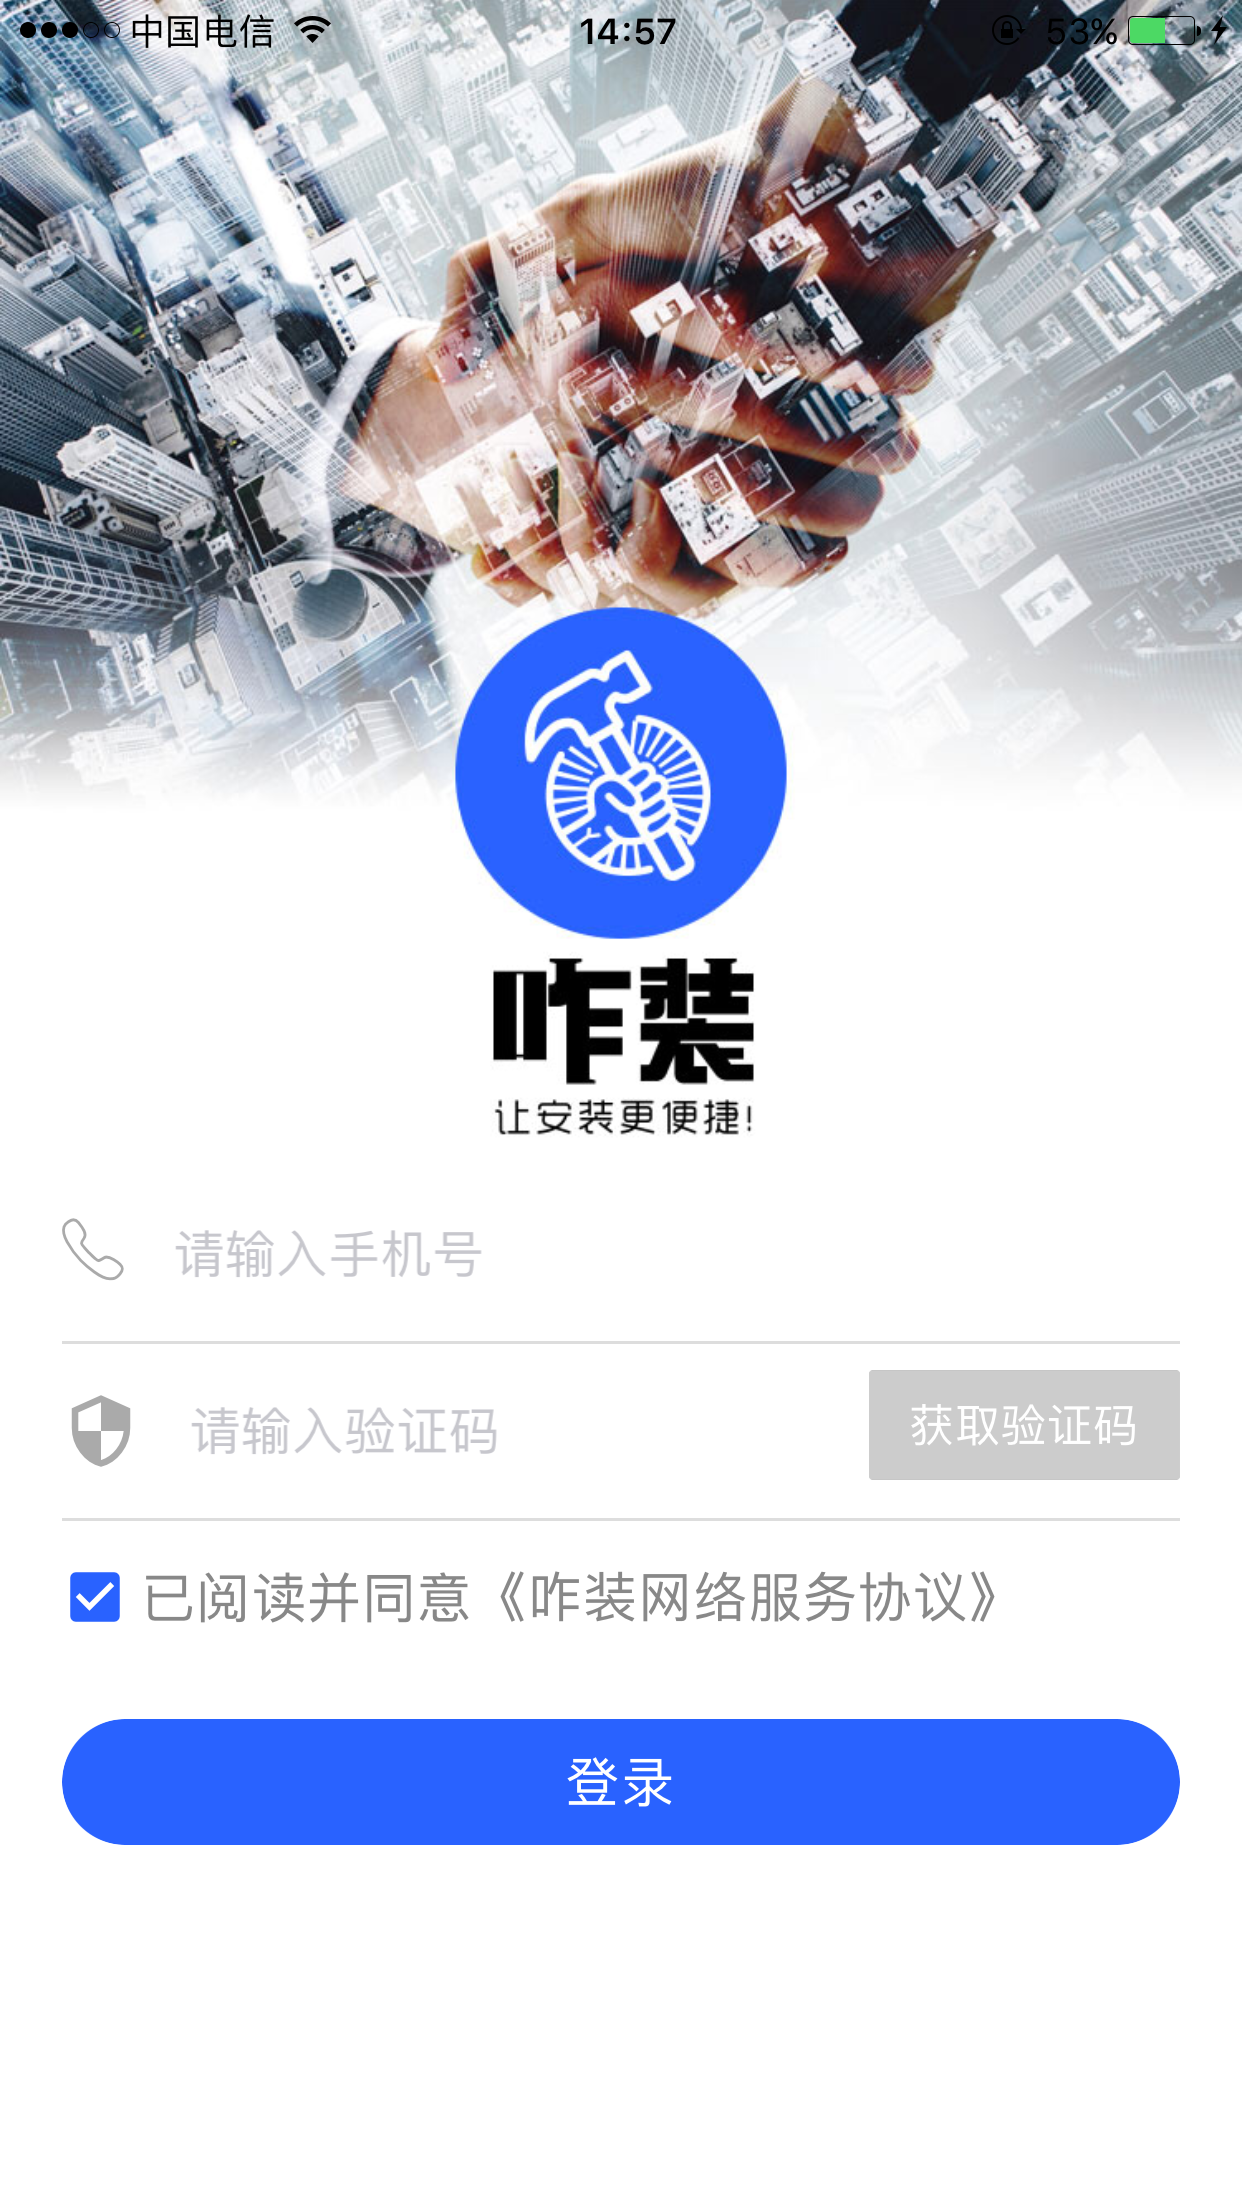 中国电信 14:57 53%
咋装
让安装更便捷!
请输入手机号
请输入验证码 获取验证码
已阅读并同意《咋装网络服务协议》
登录